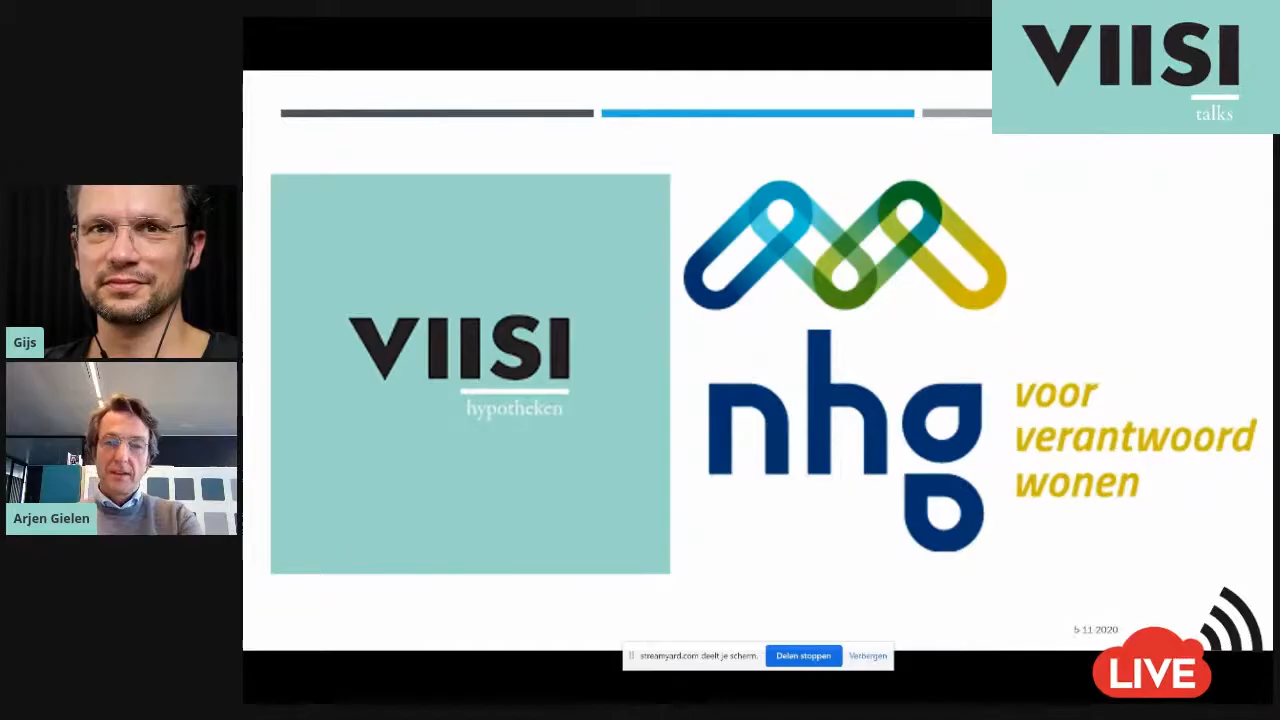 VIISI
talks
VIISI
hypotheken
nhg
voor
verantwoord
wonen
Gijs
Arjen Gielen
5-11-2020
streamyard.com deelt je scherm.
Delen stoppen
Verbergen
LIVE